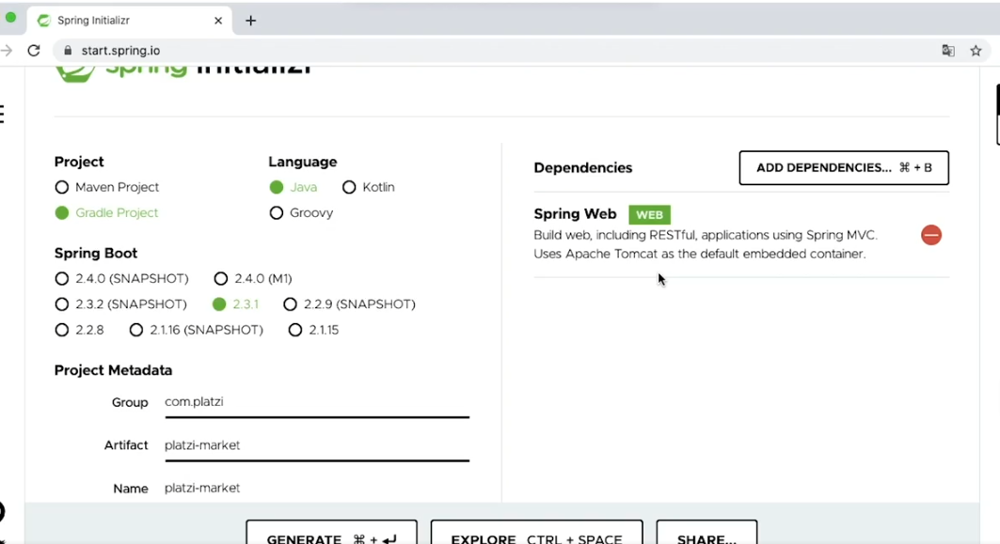 Spring Initializr
start.spring.io
spring initializr
Project
Maven Project
Gradle Project
Language
Java
Kotlin
Groovy
Spring Boot
2.4.0 (SNAPSHOT)
2.4.0 (M1)
2.3.2 (SNAPSHOT)
2.3.1
2.2.9 (SNAPSHOT)
2.2.8
2.1.16 (SNAPSHOT)
2.1.15
Project Metadata
Group com.platzi
Artifact platzi-market
Name platzi-market
Dependencies
ADD DEPENDENCIES... ⌘ + B
Spring Web WEB
Build web, including RESTful, applications using Spring MVC.
Uses Apache Tomcat as the default embedded container.
GENERATE ⌘ + ↵
EXPLORE CTRL + SPACE
SHARE...